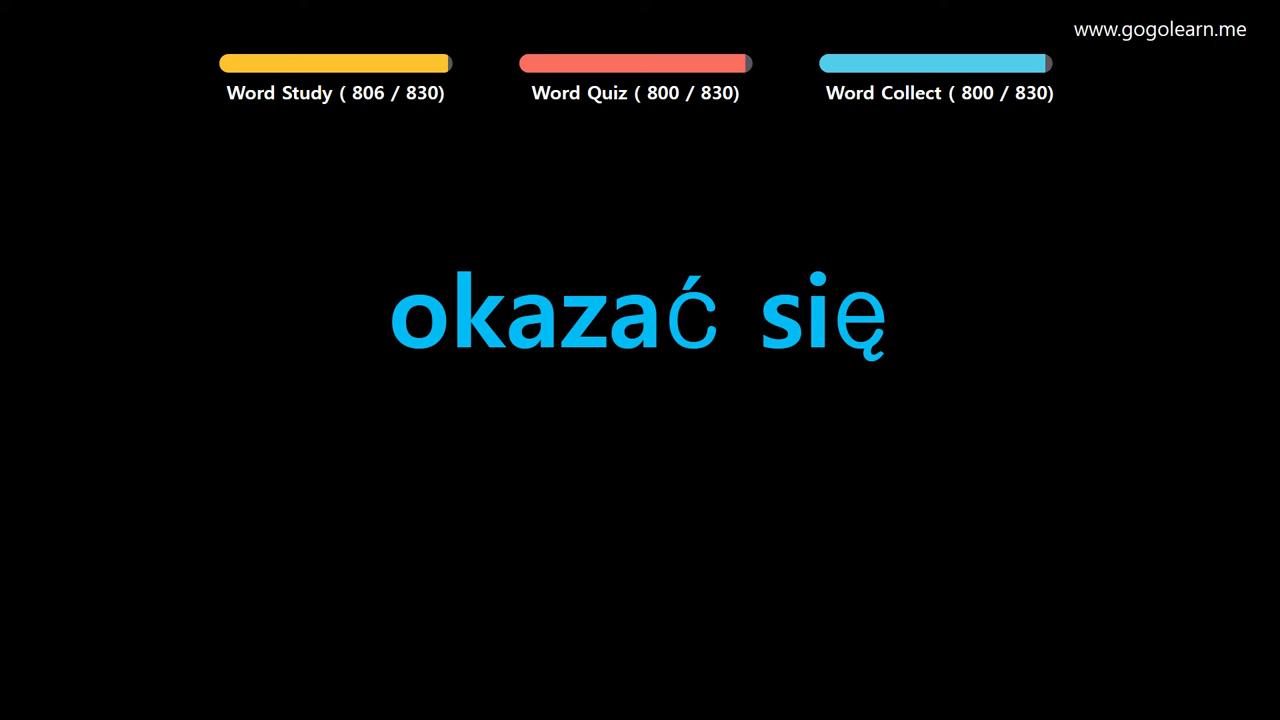 www.gogolearn.me
Word Study ( 806 / 830)
Word Quiz ( 800 / 830)
Word Collect ( 800 / 830)
okazać się